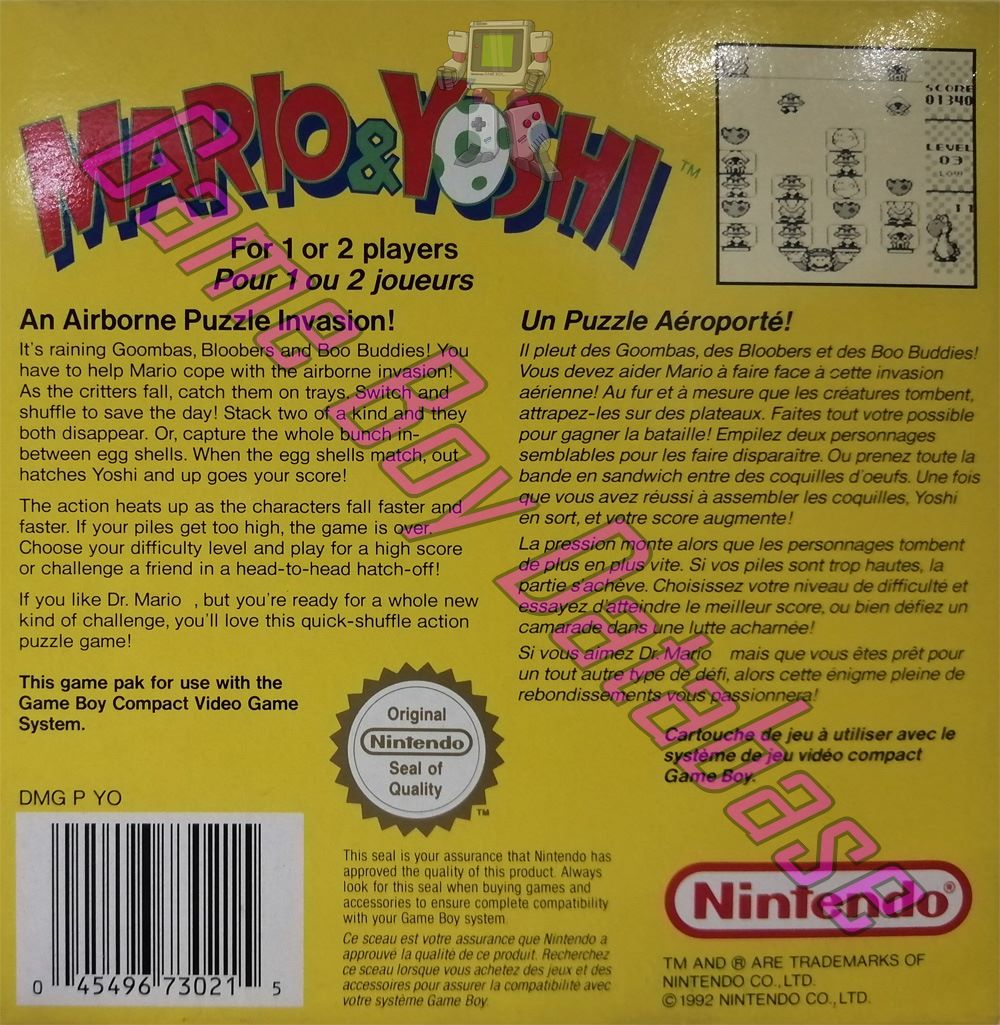 MARIO & YOSHI ™
For 1 or 2 players
Pour 1 ou 2 joueurs
SCORE
01340
LEVEL
03
LOW
11
An Airborne Puzzle Invasion!
It's raining Goombas, Bloobers and Boo Buddies! You
have to help Mario cope with the airborne invasion!
As the critters fall, catch them on trays. Switch and
shuffle to save the day! Stack two of a kind and they
both disappear. Or, capture the whole bunch in-
between egg shells. When the egg shells match, out
hatches Yoshi and up goes your score!
The action heats up as the characters fall faster and
faster. If your piles get too high, the game is over.
Choose your difficulty level and play for a high score
or challenge a friend in a head-to-head hatch-off!
If you like Dr. Mario , but you're ready for a whole new
kind of challenge, you'll love this quick-shuffle action
puzzle game!
This game pak for use with the
Game Boy Compact Video Game
System.
Un Puzzle Aéroporté!
Il pleut des Goombas, des Bloobers et des Boo Buddies!
Vous devez aider Mario à faire face à cette invasion
aérienne! Au fur et à mesure que les créatures tombent,
attrapez-les sur des plateaux. Faites tout votre possible
pour gagner la bataille! Empilez deux personnages
semblables pour les faire disparaître. Ou prenez toute la
bande en sandwich entre des coquilles d'oeufs. Une fois
que vous avez réussi à assembler les coquilles, Yoshi
en sort, et votre score augmente!
La pression monte alors que les personnages tombent
de plus en plus vite. Si vos piles sont trop hautes, la
partie s'achève. Choisissez votre niveau de difficulté et
essayez d'atteindre le meilleur score, ou bien défiez un
camarade dans une lutte acharnée!
Si vous aimez Dr. Mario mais que vous êtes prêt pour
un tout autre type de défi, alors cette énigme pleine de
rebondissements vous passionnera!
Cartouche de jeu à utiliser avec le
système de jeu vidéo compact
Game Boy.
Original
Nintendo
Seal of
Quality
™
DMG P YO
0 45496 73021 5
This seal is your assurance that Nintendo has
approved the quality of this product. Always
look for this seal when buying games and
accessories to ensure complete compatibility
with your Game Boy system.
Ce sceau est votre assurance que Nintendo a
approuvé la qualité de ce produit. Recherchez
ce sceau lorsque vous achetez des jeux et des
accessoires pour assurer la compatibilité avec
votre système Game Boy.
Nintendo®
TM AND ® ARE TRADEMARKS OF
NINTENDO CO., LTD.
© 1992 NINTENDO CO., LTD.
Game Boy Database